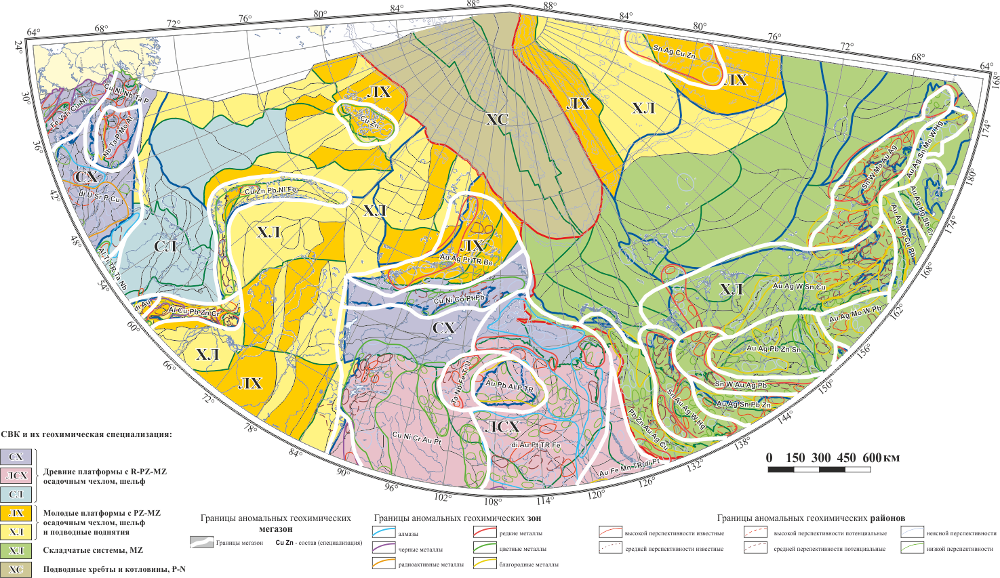 64°
68°
72°
76°
80°
84°
88°
88°
84°
80°
76°
72°
68°
64°
24°
30°
36°
42°
48°
54°
60°
66°
72°
78°
84°
90°
96°
102°
108°
114°
120°
126°
132°
138°
144°
150°
156°
162°
168°
174°
180°
174°
168°
Cu Ni Nb Ta P
Fe V Ti Cu Ni
Nb Ta P Mo Al
СХ
di U Sr P Cu
Al Ti TR Ta Nb
СЛ
di Au
Al Cu Pb Zn Cr
ХЛ
ЛХ
Cu Zn Pb Ni Fe
ХЛ
ЛХ
Cu Zn
ХЛ
ХС
ЛХ
ХЛ
Sn Ag Cu Zn
ЛХ
ЛХ
Au Ag Pt TR Be
Cu Ni Co Pt Pb
СХ
Ta Nb Fe Ti U
Au Pb Al P TR
ЛСХ
Cu Ni Cr Au Pt
di Au Pt TR Fe
Au Fe Mn TR di Pt
Pb Zn Au Ag Cu
Sn Au Ag W Hg
Au Ag Sn Pb Zn
Sn W Au Ag Pb
Au Ag Pb Zn Sn
Au Ag Mo W Pb
Au Ag W Sn Cu
ХЛ
Sn W Mo Au Ag
Au Ag Sn Mo W Hg
Au Ag Hg Sb Cr
Au Ag Mo Cu Pb
0 150 300 450 600 км
СВК и их геохимическая специализация:
СХ
ЛСХ
СЛ
Древние платформы с R-PZ-MZ
осадочным чехлом, шельф
ЛХ
ХЛ
Молодые платформы с PZ-MZ
осадочным чехлом, шельф
и подводные поднятия
ХЛ
Складчатые системы, MZ
ХС
Подводные хребты и котловины, Ꝑ-N
Границы аномальных геохимических
мегазон
Границы мегазон
Cu Zn - состав (специализация)
Границы аномальных геохимических зон
алмазы
черные металлы
радиоактивные металлы
редкие металлы
цветные металлы
благородные металлы
Границы аномальных геохимических районов
высокой перспективности известные
средней перспективности известные
высокой перспективности потенциальные
средней перспективности потенциальные
неясной перспективности
низкой перспективности